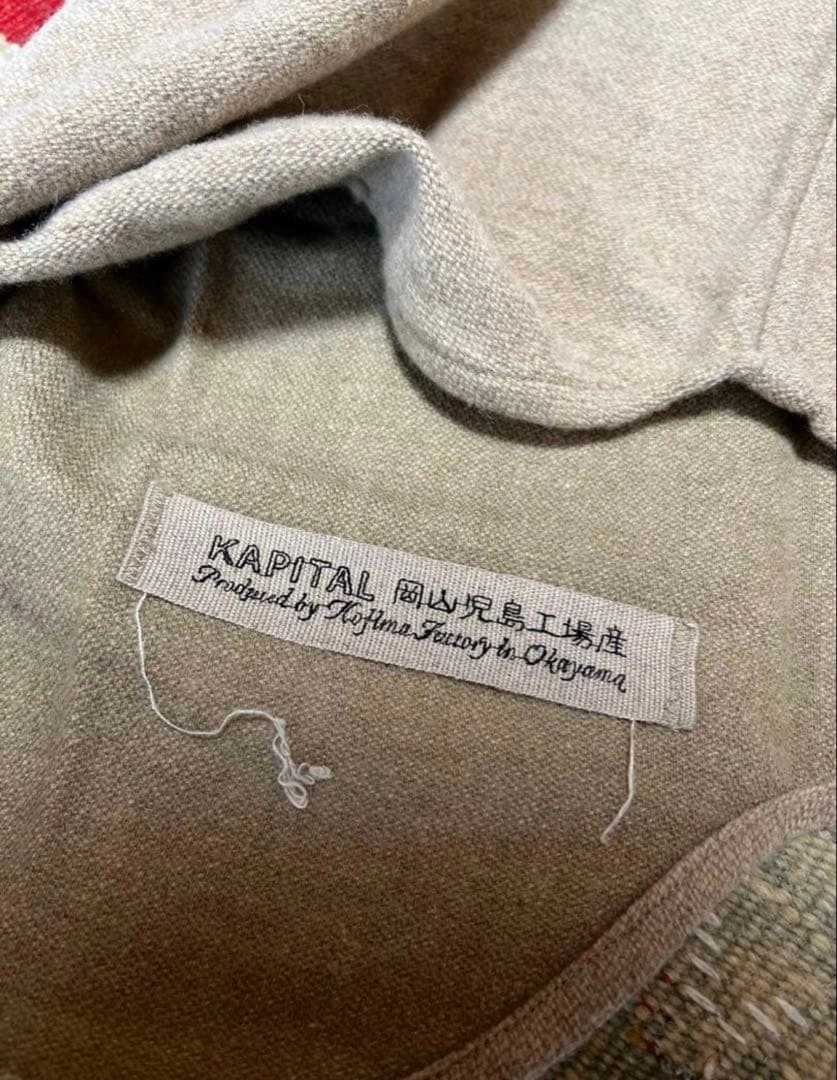 KAPITAL 岡山児島工場産
Produced by Kojima Factory in Okayama